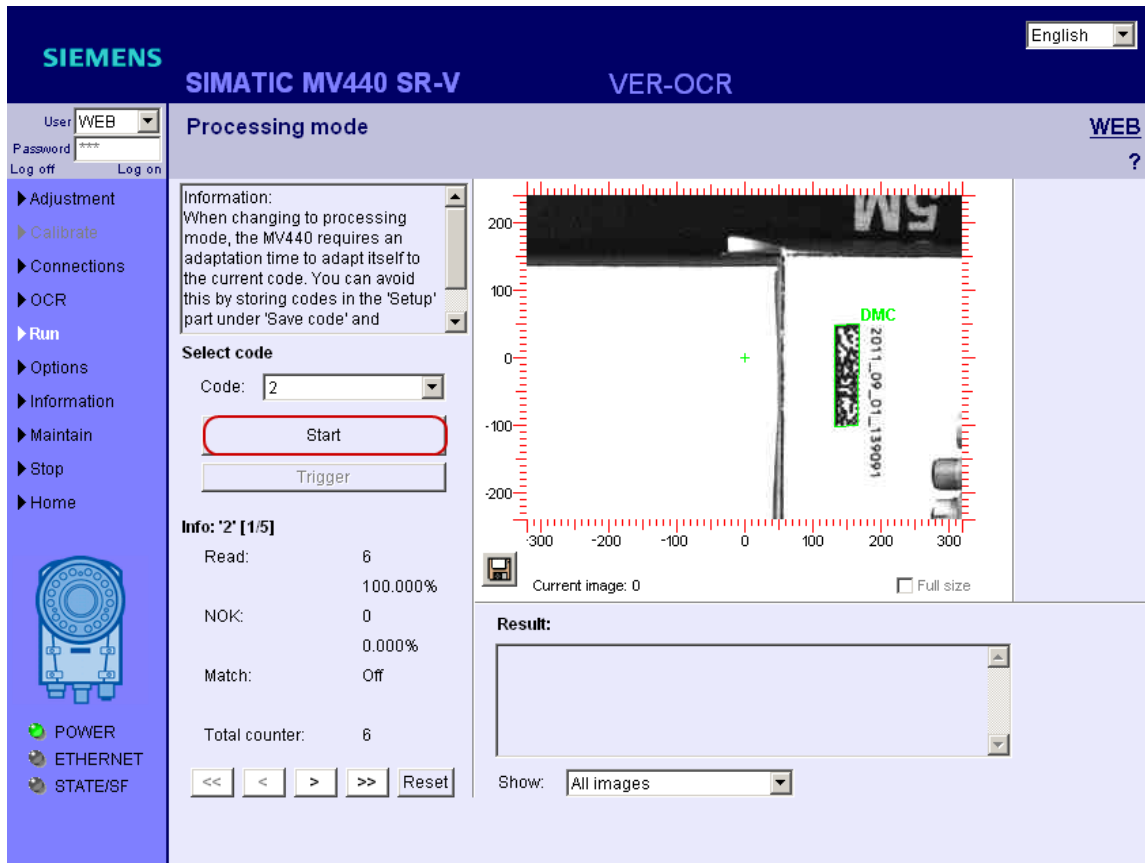 English
SIEMENS
SIMATIC MV440 SR-V
VER-OCR
User WEB
Password ***
Log off Log on
Processing mode
WEB
?
Adjustment
Calibrate
Connections
OCR
Run
Options
Information
Maintain
Stop
Home
POWER
ETHERNET
STATE/SF
Information:
When changing to processing
mode, the MV440 requires an
adaptation time to adapt itself to
the current code. You can avoid
this by storing codes in the 'Setup'
part under 'Save code' and
Select code
Code: 2
Start
Trigger
Info: '2' [1/5]
Read: 6
100.000%
NOK: 0
0.000%
Match: Off
Total counter: 6
<< < > >> Reset
5M
DMC
2011_09_01_139091
200
100
0
-100
-200
-300 -200 -100 0 100 200 300
Current image: 0
Full size
Result:
Show: All images